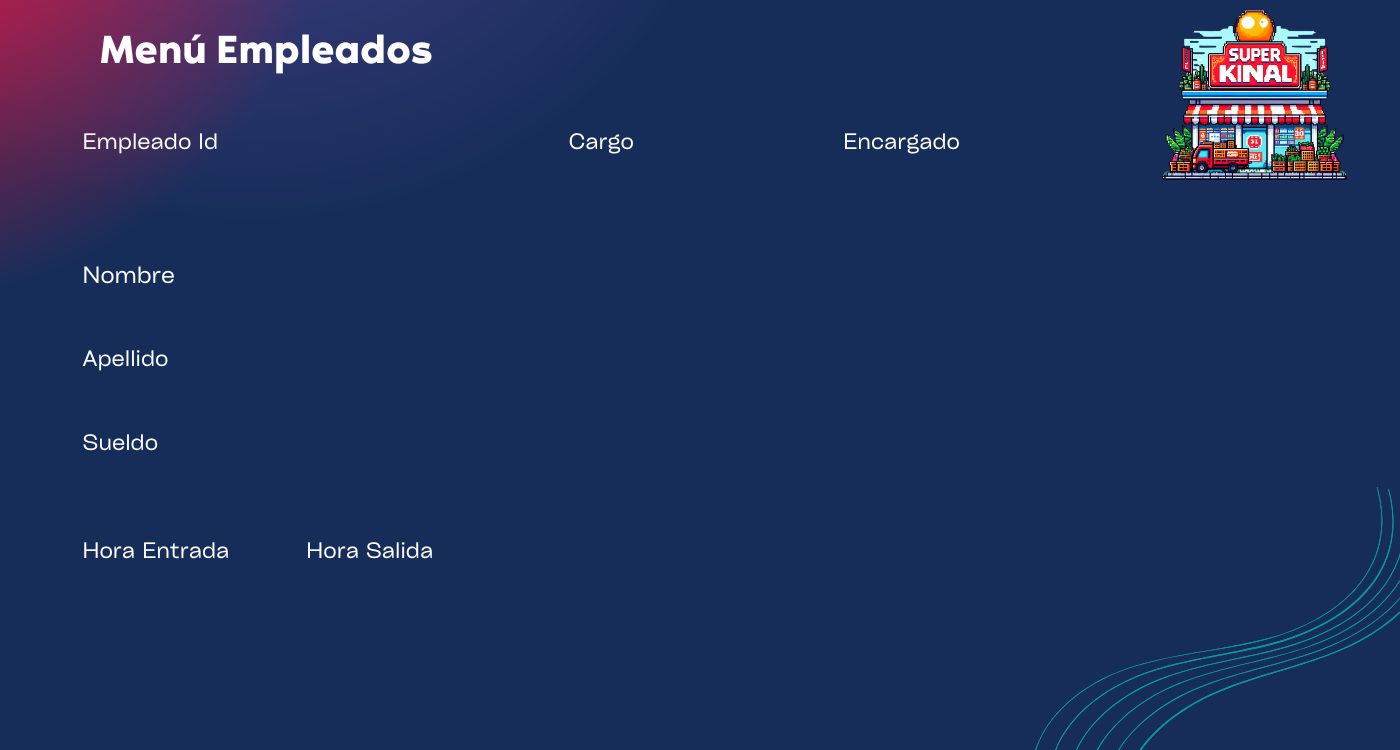 Menú Empleados
SUPER
KINAL
Empleado Id
Cargo
Encargado
Nombre
Apellido
Sueldo
Hora Entrada
Hora Salida